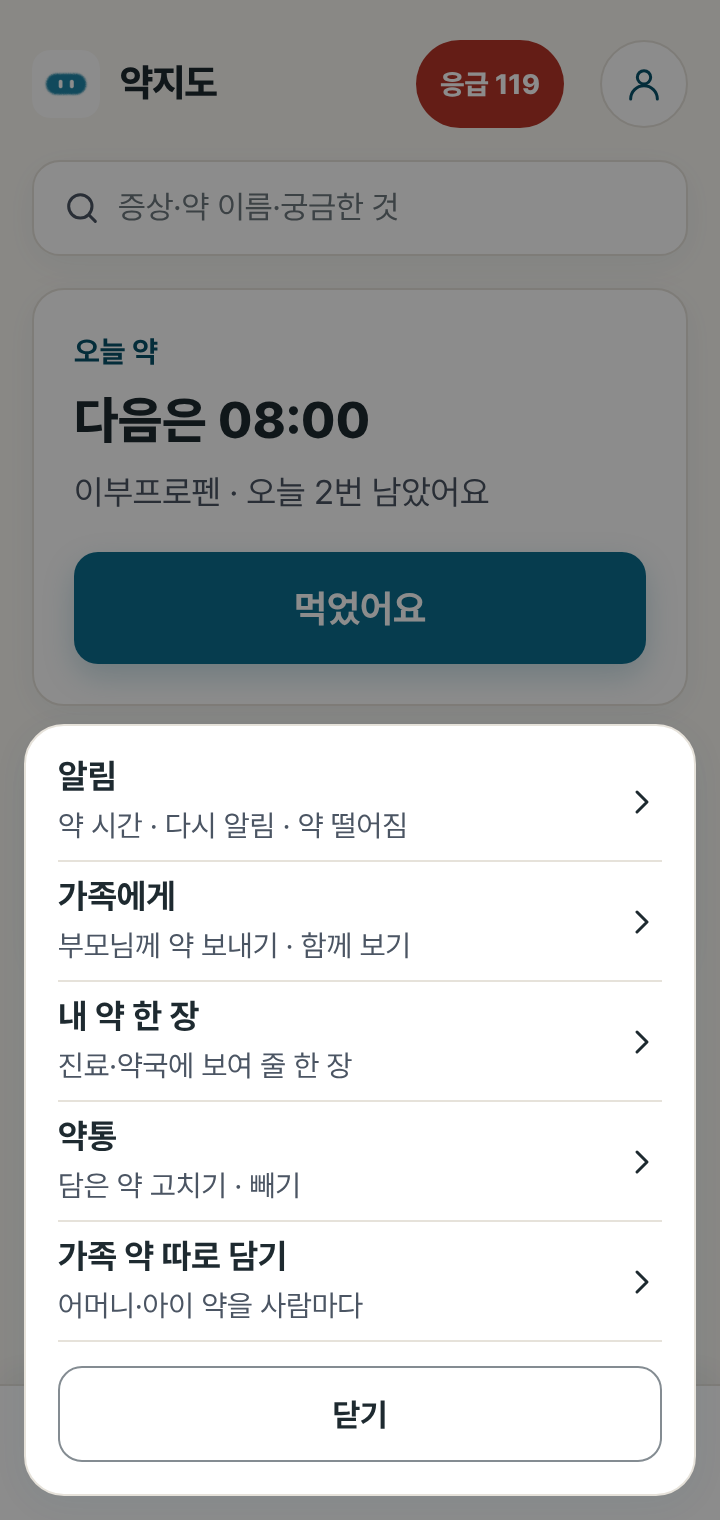 약지도
응급 119
증상·약 이름·궁금한 것
오늘 약
다음은 08:00
이부프로펜 · 오늘 2번 남았어요
먹었어요
알림
약 시간 · 다시 알림 · 약 떨어짐
가족에게
부모님께 약 보내기 · 함께 보기
내 약 한 장
진료·약국에 보여 줄 한 장
약통
담은 약 고치기 · 빼기
가족 약 따로 담기
어머니·아이 약을 사람마다
닫기